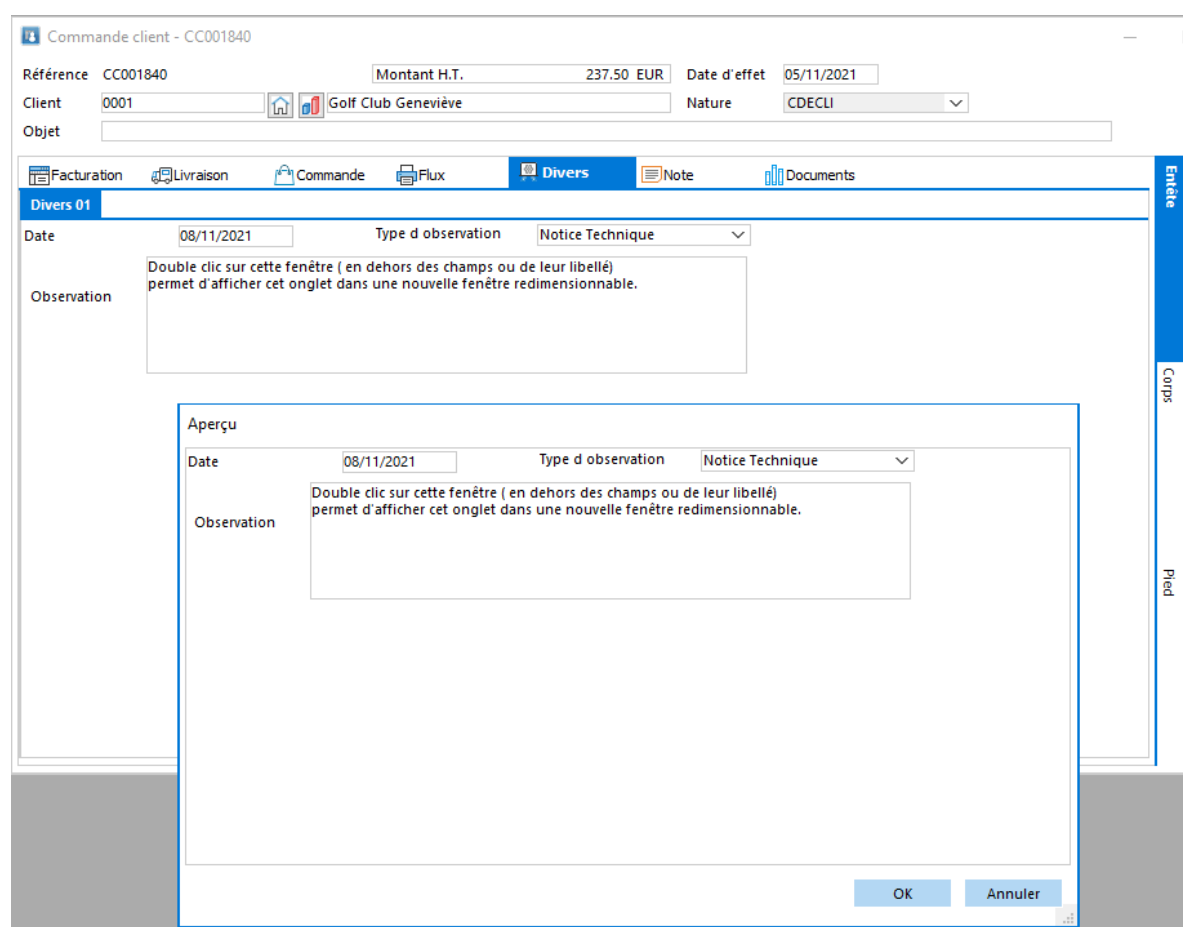 Commande client - CC001840
Référence CC001840 Montant H.T. 237.50 EUR Date d'effet 05/11/2021
Client 0001 Golf Club Geneviève Nature CDECLI
Objet
Facturation Livraison Commande Flux Divers Note Documents
Divers 01
Date 08/11/2021 Type d observation Notice Technique
Double clic sur cette fenêtre ( en dehors des champs ou de leur libellé)
permet d'afficher cet onglet dans une nouvelle fenêtre redimensionnable.
Observation
Entête
Corps
Pied
Aperçu
Date 08/11/2021 Type d observation Notice Technique
Double clic sur cette fenêtre ( en dehors des champs ou de leur libellé)
permet d'afficher cet onglet dans une nouvelle fenêtre redimensionnable.
Observation
OK Annuler